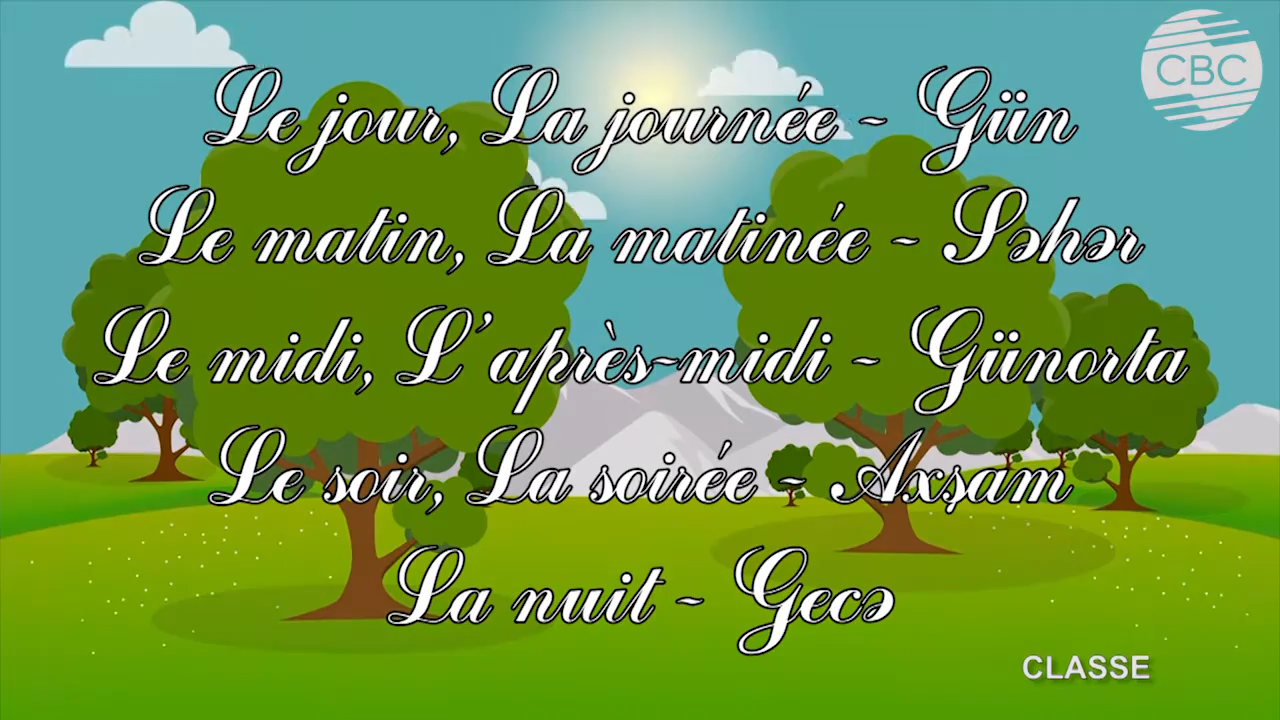 CBC
Le jour, La journée - Gün
Le matin, La matinée - Səhər
Le midi, L'après-midi - Günorta
Le soir, La soirée - Axşam
La nuit - Gecə
CLASSE